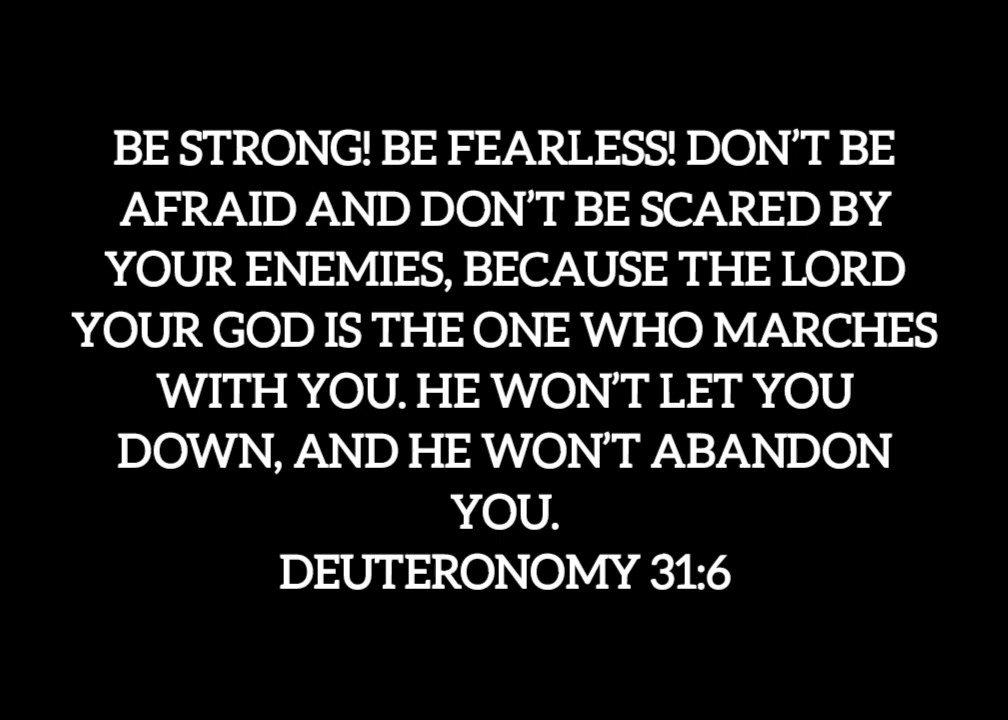 BE STRONG! BE FEARLESS! DON’T BE
AFRAID AND DON’T BE SCARED BY
YOUR ENEMIES, BECAUSE THE LORD
YOUR GOD IS THE ONE WHO MARCHES
WITH YOU. HE WON’T LET YOU
DOWN, AND HE WON’T ABANDON
YOU.
DEUTERONOMY 31:6